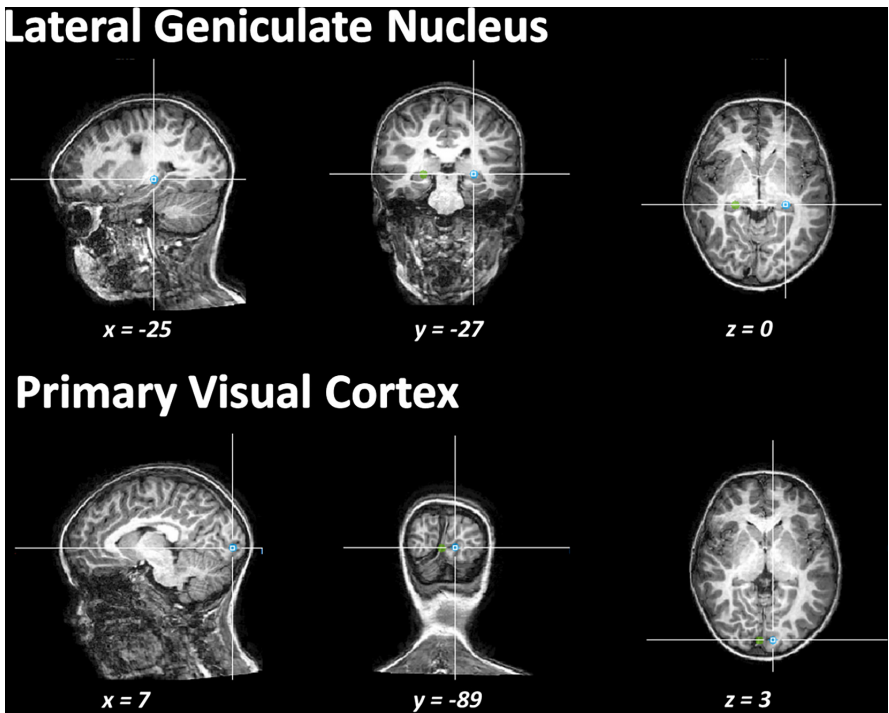 Lateral Geniculate Nucleus
x = -25
y = -27
z = 0
Primary Visual Cortex
x = 7
y = -89
z = 3